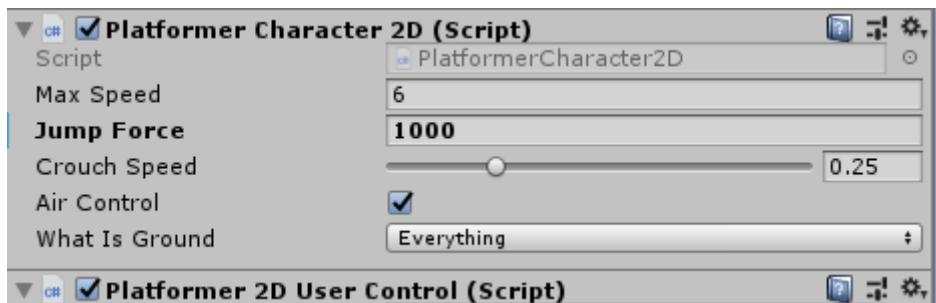 Platformer Character 2D (Script)
Script PlatformerCharacter2D
Max Speed 6
Jump Force 1000
Crouch Speed 0.25
Air Control
What Is Ground Everything
Platformer 2D User Control (Script)